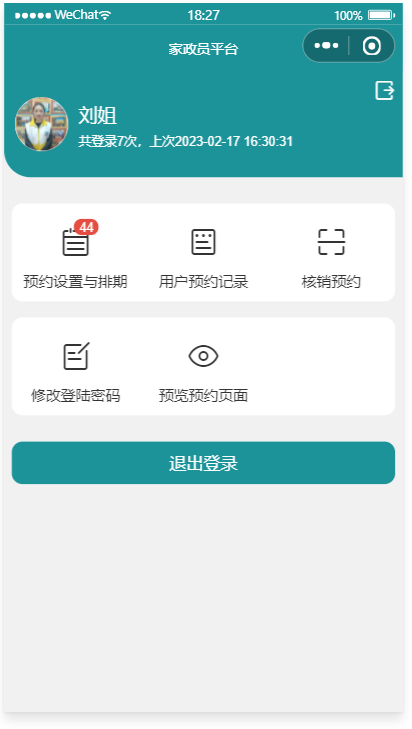 WeChat 18:27 100%
家政员平台
刘姐
共登录7次，上次2023-02-17 16:30:31
44
预约设置与排期 用户预约记录 核销预约
修改登陆密码 预览预约页面
退出登录